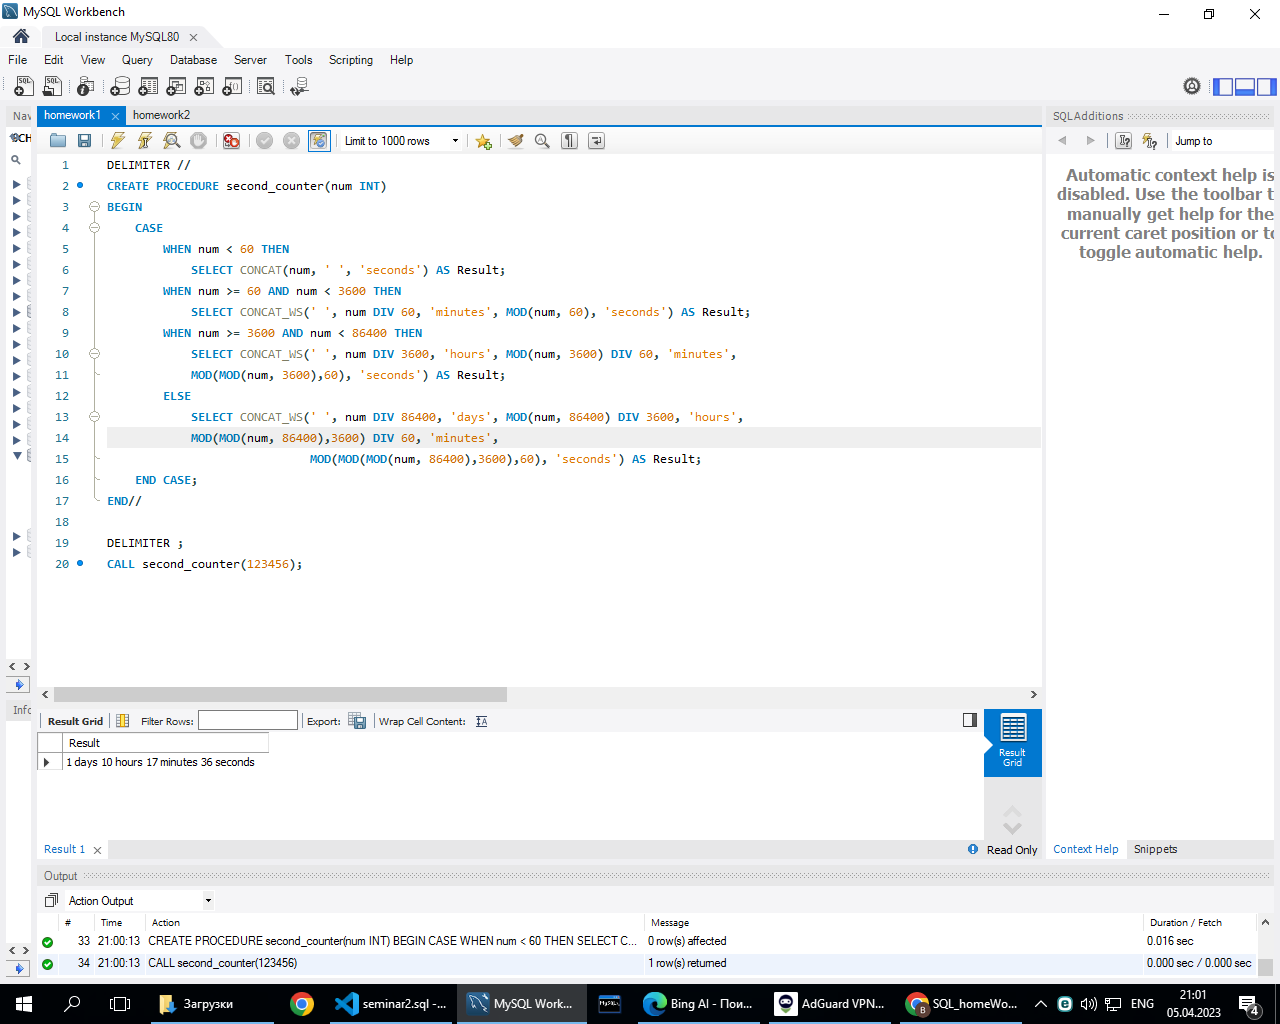 MySQL Workbench
Local instance MySQL80
File Edit View Query Database Server Tools Scripting Help
Nav
homework1
homework2
SQLAdditions
SCH
Limit to 1000 rows
Jump to
1 DELIMITER //
2 CREATE PROCEDURE second_counter(num INT)
3 BEGIN
4 CASE
5 WHEN num < 60 THEN
6 SELECT CONCAT(num, ' ', 'seconds') AS Result;
7 WHEN num >= 60 AND num < 3600 THEN
8 SELECT CONCAT_WS(' ', num DIV 60, 'minutes', MOD(num, 60), 'seconds') AS Result;
9 WHEN num >= 3600 AND num < 86400 THEN
10 SELECT CONCAT_WS(' ', num DIV 3600, 'hours', MOD(num, 3600) DIV 60, 'minutes',
11 MOD(MOD(num, 3600),60), 'seconds') AS Result;
12 ELSE
13 SELECT CONCAT_WS(' ', num DIV 86400, 'days', MOD(num, 86400) DIV 3600, 'hours',
14 MOD(MOD(num, 86400),3600) DIV 60, 'minutes',
15 MOD(MOD(MOD(num, 86400),3600),60), 'seconds') AS Result;
16 END CASE;
17 END//
18
19 DELIMITER ;
20 CALL second_counter(123456);
Automatic context help is
disabled. Use the toolbar t
manually get help for the
current caret position or to
toggle automatic help.
Info
Result Grid Filter Rows: Export: Wrap Cell Content:
Result
1 days 10 hours 17 minutes 36 seconds
Result
Grid
Result 1
Read Only
Context Help Snippets
Output
Action Output
# Time Action Message Duration / Fetch
33 21:00:13 CREATE PROCEDURE second_counter(num INT) BEGIN CASE WHEN num < 60 THEN SELECT C... 0 row(s) affected 0.016 sec
34 21:00:13 CALL second_counter(123456) 1 row(s) returned 0.000 sec / 0.000 sec
Загрузки
seminar2.sql -...
MySQL Work...
Bing AI - Пои...
AdGuard VPN...
SQL_homeWo...
ENG
21:01
05.04.2023
4